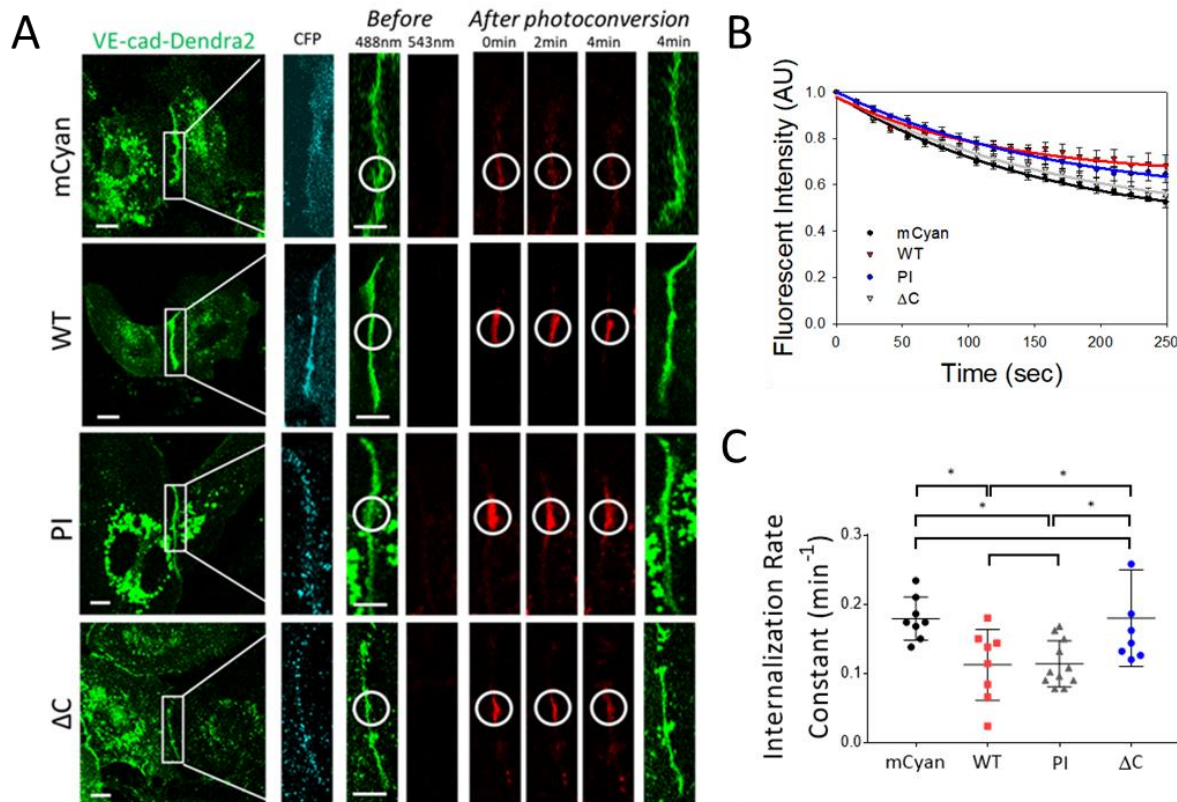 A
VE-cad-Dendra2
CFP
Before
488nm 543nm
After photoconversion
0min 2min 4min 4min
mCyan
WT
PI
ΔC
B
Fluorescent Intensity (AU)
1.0
0.8
0.6
0.4
0.2
0.0
mCyan
WT
PI
ΔC
0 50 100 150 200 250
Time (sec)
C
* *
* *
Internalization Rate
Constant (min⁻¹)
0.3
0.2
0.1
0.0
mCyan WT PI ΔC